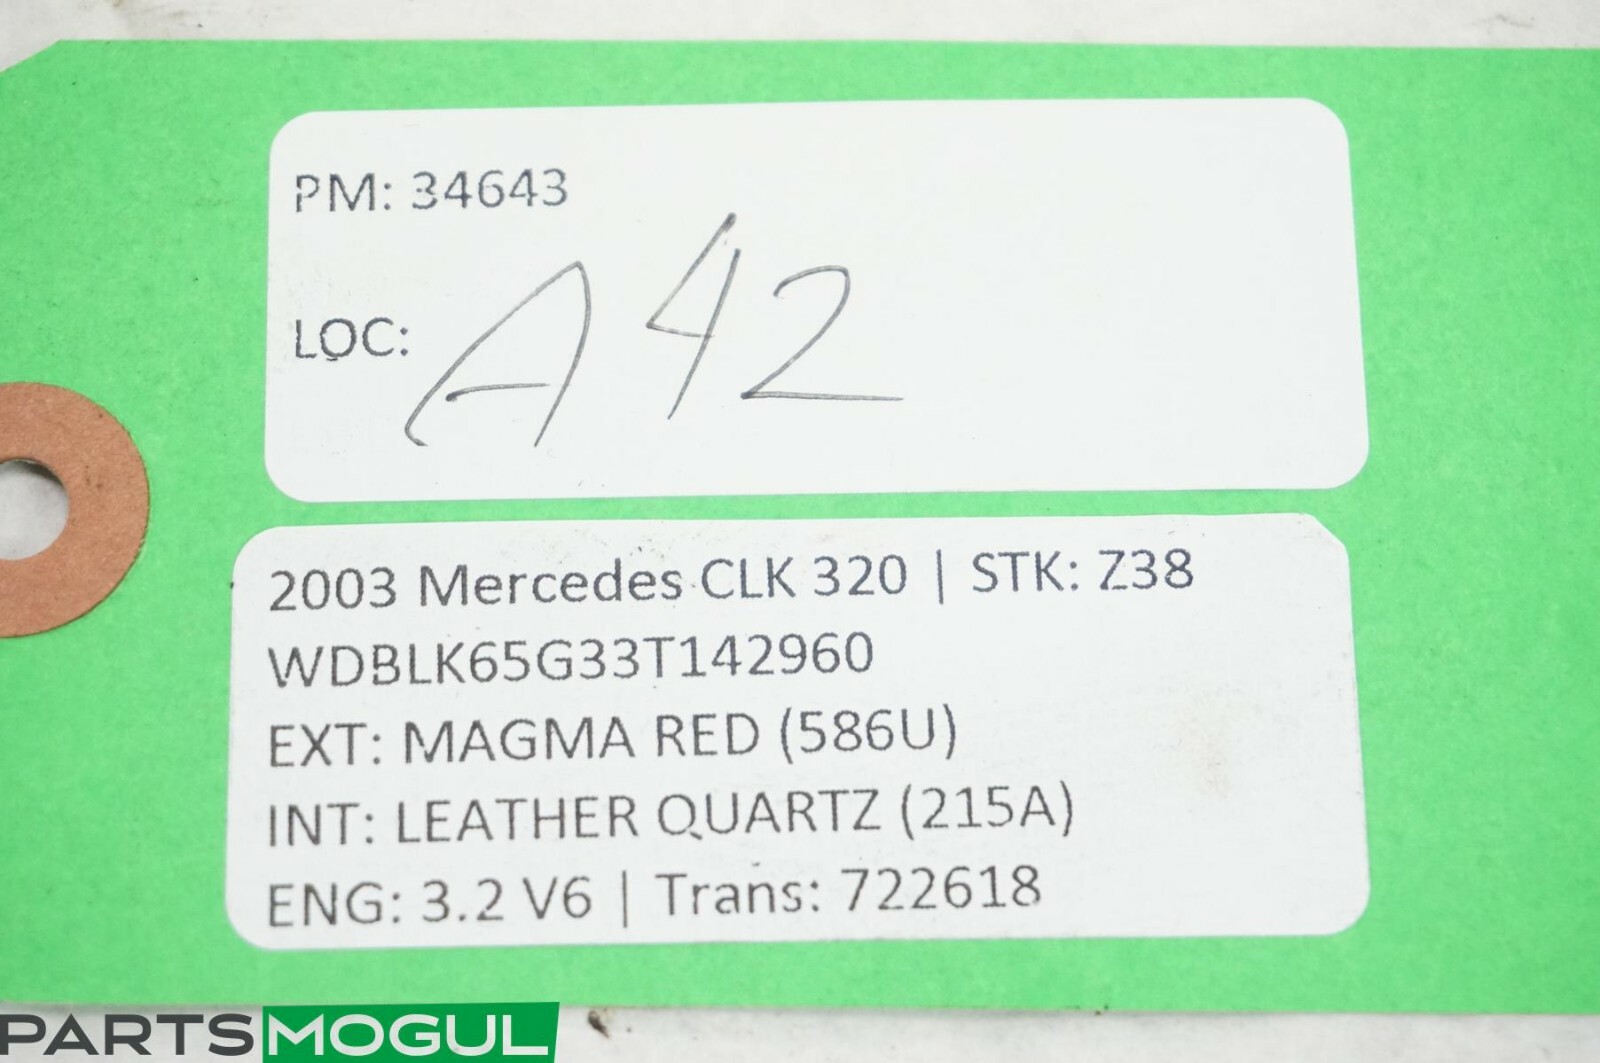 PM: 34643
LOC: A42
2003 Mercedes CLK 320 | STK: Z38
WDBLK65G33T142960
EXT: MAGMA RED (586U)
INT: LEATHER QUARTZ (215A)
ENG: 3.2 V6 | Trans: 722618
PARTSMOGUL